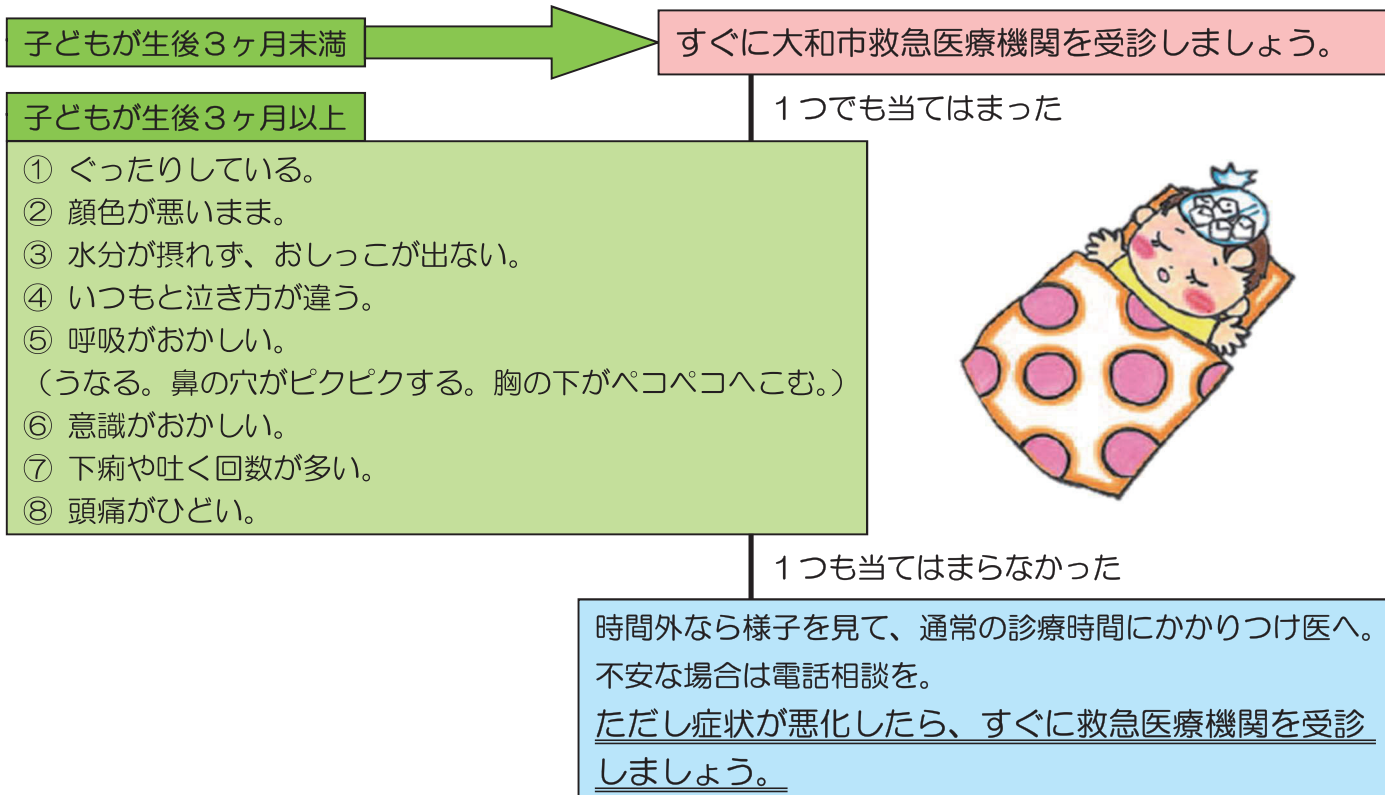 子どもが生後３ヶ月未満
すぐに大和市救急医療機関を受診しましょう。
１つでも当てはまった
子どもが生後３ヶ月以上
① ぐったりしている。
② 顔色が悪いまま。
③ 水分が摂れず、おしっこが出ない。
④ いつもと泣き方が違う。
⑤ 呼吸がおかしい。
（うなる。鼻の穴がピクピクする。胸の下がペコペコへこむ。）
⑥ 意識がおかしい。
⑦ 下痢や吐く回数が多い。
⑧ 頭痛がひどい。
１つも当てはまらなかった
時間外なら様子を見て、通常の診療時間にかかりつけ医へ。
不安な場合は電話相談を。
ただし症状が悪化したら、すぐに救急医療機関を受診
しましょう。